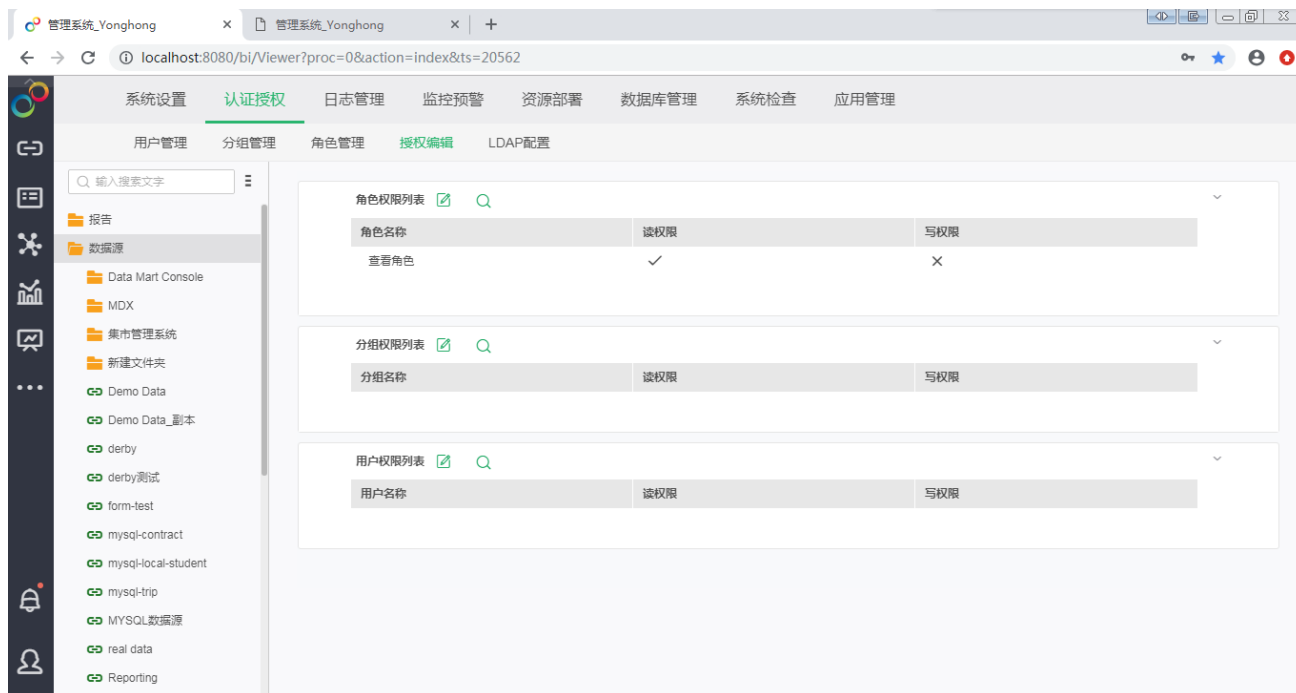 管理系统_Yonghong
管理系统_Yonghong
localhost:8080/bi/Viewer?proc=0&action=index&ts=20562
系统设置 认证授权 日志管理 监控预警 资源部署 数据库管理 系统检查 应用管理
用户管理 分组管理 角色管理 授权编辑 LDAP配置
输入搜索文字
报告
数据源
Data Mart Console
MDX
集市管理系统
新建文件夹
Demo Data
Demo Data_副本
derby
derby测试
form-test
mysql-contract
mysql-local-student
mysql-trip
MYSQL数据源
real data
Reporting
角色权限列表
角色名称 读权限 写权限
查看角色
分组权限列表
分组名称 读权限 写权限
用户权限列表
用户名称 读权限 写权限